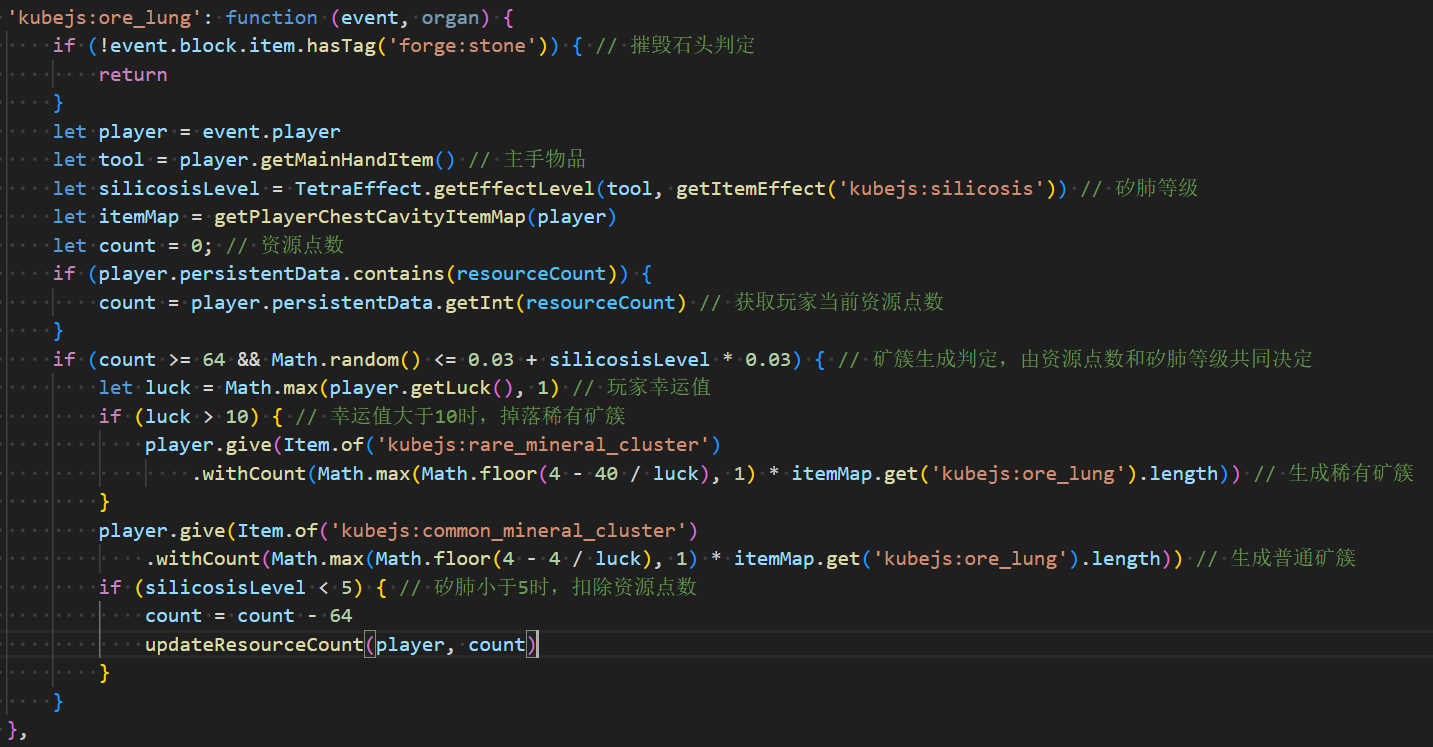 'kubejs:ore_lung': function (event, organ) {
if (!event.block.item.hasTag('forge:stone')) { // 摧毁石头判定
return
}
let player = event.player
let tool = player.getMainHandItem() // 主手物品
let silicosisLevel = TetraEffect.getEffectLevel(tool, getItemEffect('kubejs:silicosis')) // 矽肺等级
let itemMap = getPlayerChestCavityItemMap(player)
let count = 0; // 资源点数
if (player.persistentData.contains(resourceCount)) {
count = player.persistentData.getInt(resourceCount) // 获取玩家当前资源点数
}
if (count >= 64 && Math.random() <= 0.03 + silicosisLevel * 0.03) { // 矿簇生成判定，由资源点数和矽肺等级共同决定
let luck = Math.max(player.getLuck(), 1) // 玩家幸运值
if (luck > 10) { // 幸运值大于10时，掉落稀有矿簇
player.give(Item.of('kubejs:rare_mineral_cluster')
.withCount(Math.max(Math.floor(4 - 40 / luck), 1) * itemMap.get('kubejs:ore_lung').length)) // 生成稀有矿簇
}
player.give(Item.of('kubejs:common_mineral_cluster')
.withCount(Math.max(Math.floor(4 - 4 / luck), 1) * itemMap.get('kubejs:ore_lung').length)) // 生成普通矿簇
if (silicosisLevel < 5) { // 矽肺小于5时，扣除资源点数
count = count - 64
updateResourceCount(player, count)
}
}
},